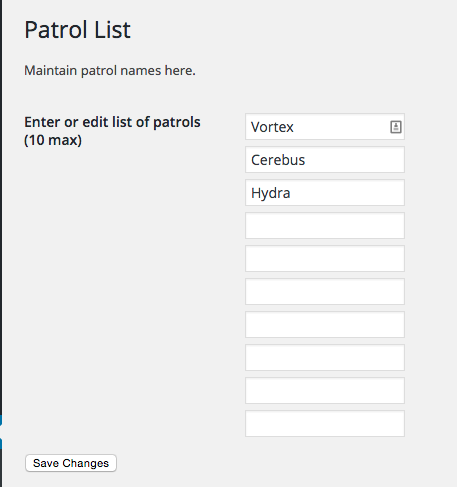 Patrol List
Maintain patrol names here.
Enter or edit list of patrols
(10 max)
Vortex
Cerebus
Hydra
Save Changes